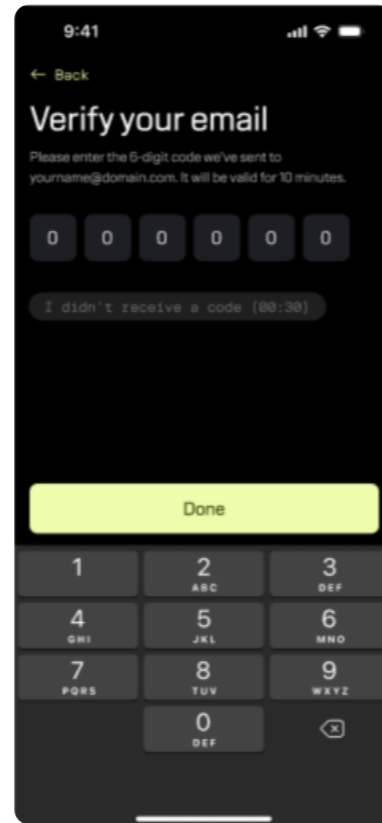 9:41
← Back
Verify your email
Please enter the 6-digit code we've sent to
yourname@domain.com. It will be valid for 10 minutes.
0 0 0 0 0 0
I didn't receive a code (00:30)
Done
1 2 3
ABC DEF
4 5 6
GHI JKL MNO
7 8 9
PQRS TUV WXYZ
0
DEF